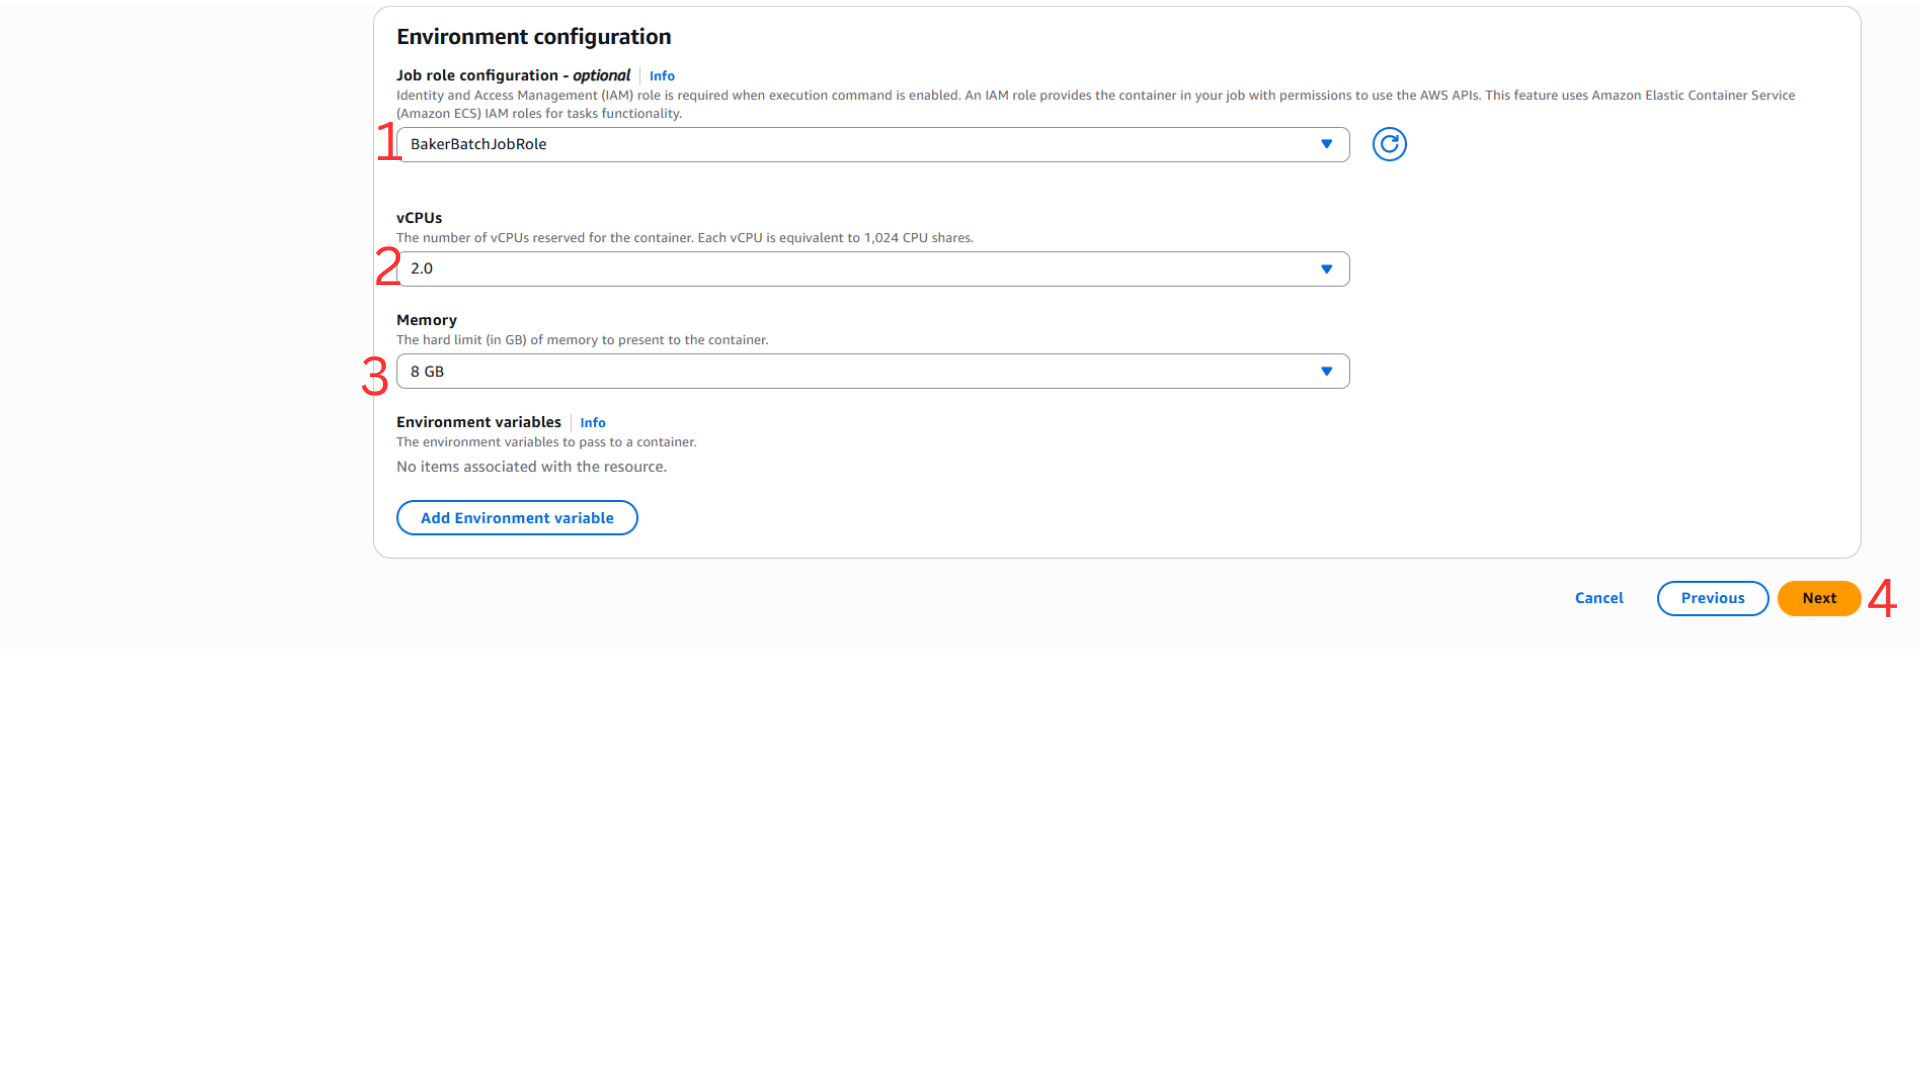 Environment configuration
Job role configuration - optional Info
Identity and Access Management (IAM) role is required when execution command is enabled. An IAM role provides the container in your job with permissions to use the AWS APIs. This feature uses Amazon Elastic Container Service
(Amazon ECS) IAM roles for tasks functionality.
1 BakerBatchJobRole
vCPUs
The number of vCPUs reserved for the container. Each vCPU is equivalent to 1,024 CPU shares.
2 2.0
Memory
The hard limit (in GB) of memory to present to the container.
3 8 GB
Environment variables Info
The environment variables to pass to a container.
No items associated with the resource.
Add Environment variable
Cancel Previous Next 4